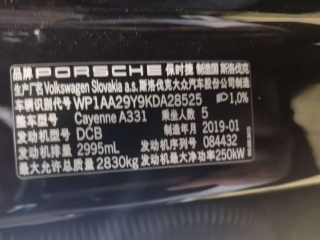 品牌 PORSCHE 保时捷 制造国 斯洛伐克
生产厂名 Volkswagen Slovakia a.s. 斯洛伐克大众汽车有限公司
车辆识别代号 WP1AA29Y9KDA28525 1,0%
整车型号 Cayenne A331 乘坐人数 5
发动机型号 DCB 制造年月 2019-01
发动机排量 2995mL 发动机号 084432
最大允许总质量 2830kg 发动机最大净功率 250kW